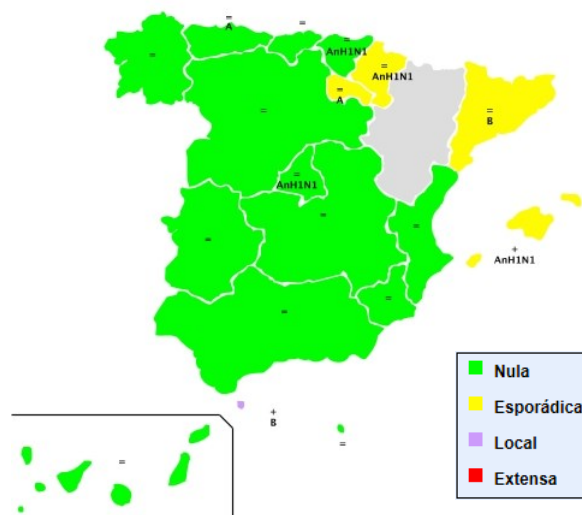 =
A
=
=
AnH1N1
=
AnH1N1
=
=
A
=
B
=
=
AnH1N1
=
=
=
+
AnH1N1
=
=
+
B
=
=
Nula
Esporádica
Local
Extensa